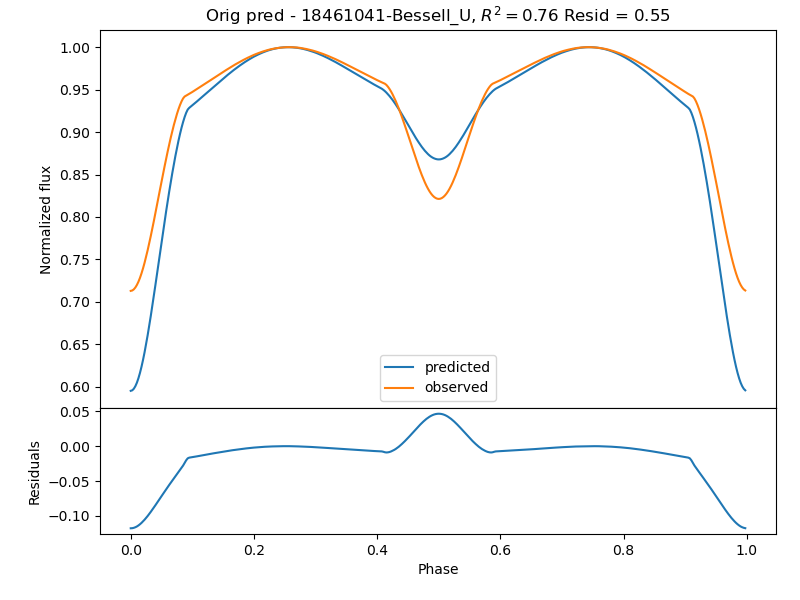 Orig pred - 18461041-Bessell_U, R² = 0.76 Resid = 0.55
1.00
0.95
0.90
0.85
0.80
0.75
0.70
0.65
0.60
Normalized flux
predicted
observed
0.05
0.00
−0.05
−0.10
Residuals
0.0 0.2 0.4 0.6 0.8 1.0
Phase